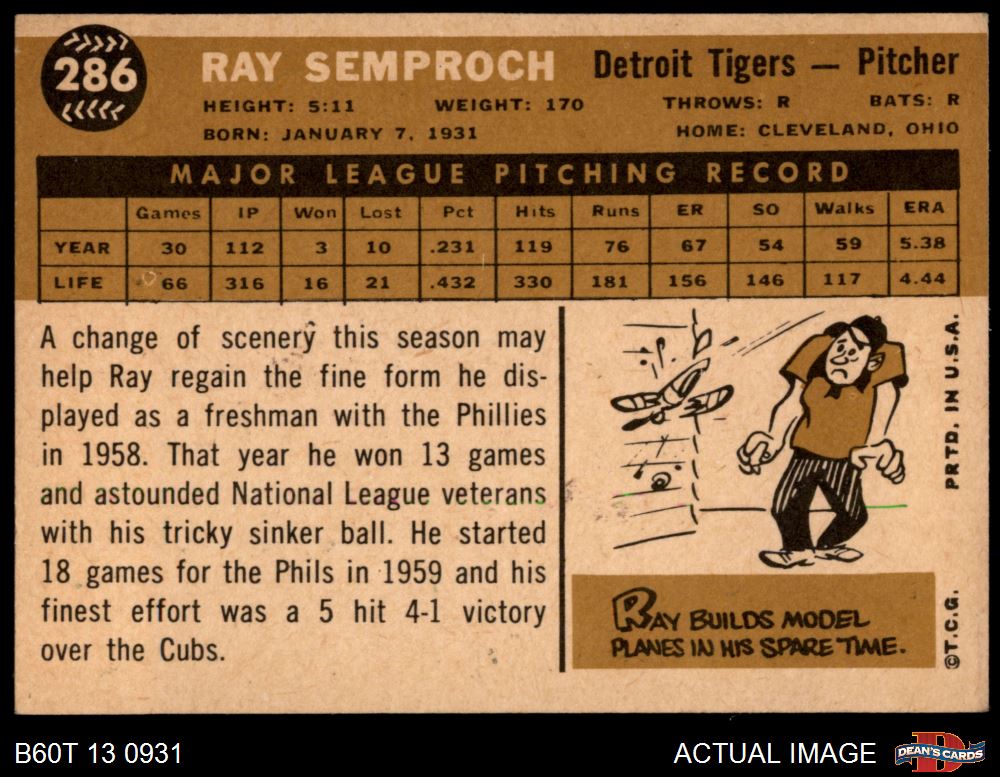 286
RAY SEMPROCH
Detroit Tigers — Pitcher
HEIGHT: 5:11 WEIGHT: 170 THROWS: R BATS: R
BORN: JANUARY 7, 1931 HOME: CLEVELAND, OHIO
MAJOR LEAGUE PITCHING RECORD
Games IP Won Lost Pct Hits Runs ER SO Walks ERA
YEAR 30 112 3 10 .231 119 76 67 54 59 5.38
LIFE 66 316 16 21 .432 330 181 156 146 117 4.44
A change of scenery this season may
help Ray regain the fine form he dis-
played as a freshman with the Phillies
in 1958. That year he won 13 games
and astounded National League veterans
with his tricky sinker ball. He started
18 games for the Phils in 1959 and his
finest effort was a 5 hit 4-1 victory
over the Cubs.
RAY BUILDS MODEL
PLANES IN HIS SPARE TIME.
©T.C.G. PRTD. IN U.S.A.
B60T 13 0931
ACTUAL IMAGE
D
DEAN'S CARDS